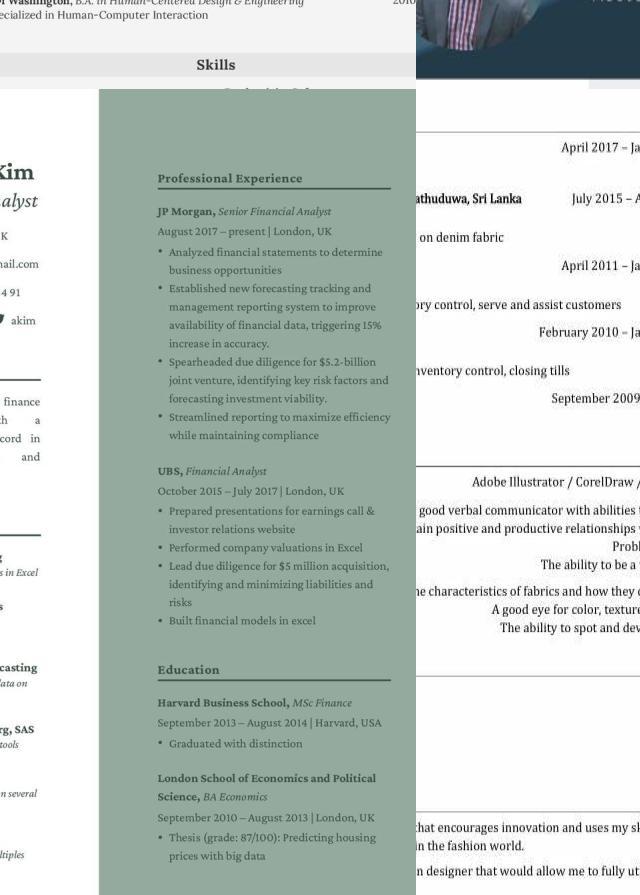 Washington, B.A. in Human-Centered Design & Engineering
2010
ecialized in Human-Computer Interaction
Skills
Kim
nalyst
K
mail.com
4 91
akim
finance
th a
cord in
and
g
s in Excel
s
casting
data on
rg, SAS
tools
n several
ltiples
Professional Experience
JP Morgan, Senior Financial Analyst
August 2017 – present | London, UK
• Analyzed financial statements to determine
business opportunities
• Established new forecasting tracking and
management reporting system to improve
availability of financial data, triggering 15%
increase in accuracy.
• Spearheaded due diligence for $5.2-billion
joint venture, identifying key risk factors and
forecasting investment viability.
• Streamlined reporting to maximize efficiency
while maintaining compliance
UBS, Financial Analyst
October 2015 – July 2017 | London, UK
• Prepared presentations for earnings call &
investor relations website
• Performed company valuations in Excel
• Lead due diligence for $5 million acquisition,
identifying and minimizing liabilities and
risks
• Built financial models in excel
Education
Harvard Business School, MSc Finance
September 2013 – August 2014 | Harvard, USA
• Graduated with distinction
London School of Economics and Political
Science, BA Economics
September 2010 – August 2013 | London, UK
• Thesis (grade: 87/100): Predicting housing
prices with big data
April 2017 – Ja
athuduwa, Sri Lanka
July 2015 – A
on denim fabric
April 2011 – Ja
ory control, serve and assist customers
February 2010 – Ja
nventory control, closing tills
September 2009
Adobe Illustrator / CorelDraw /
good verbal communicator with abilities t
ain positive and productive relationships w
Probl
The ability to be a
he characteristics of fabrics and how they c
A good eye for color, texture
The ability to spot and dev
that encourages innovation and uses my sk
in the fashion world.
n designer that would allow me to fully ut